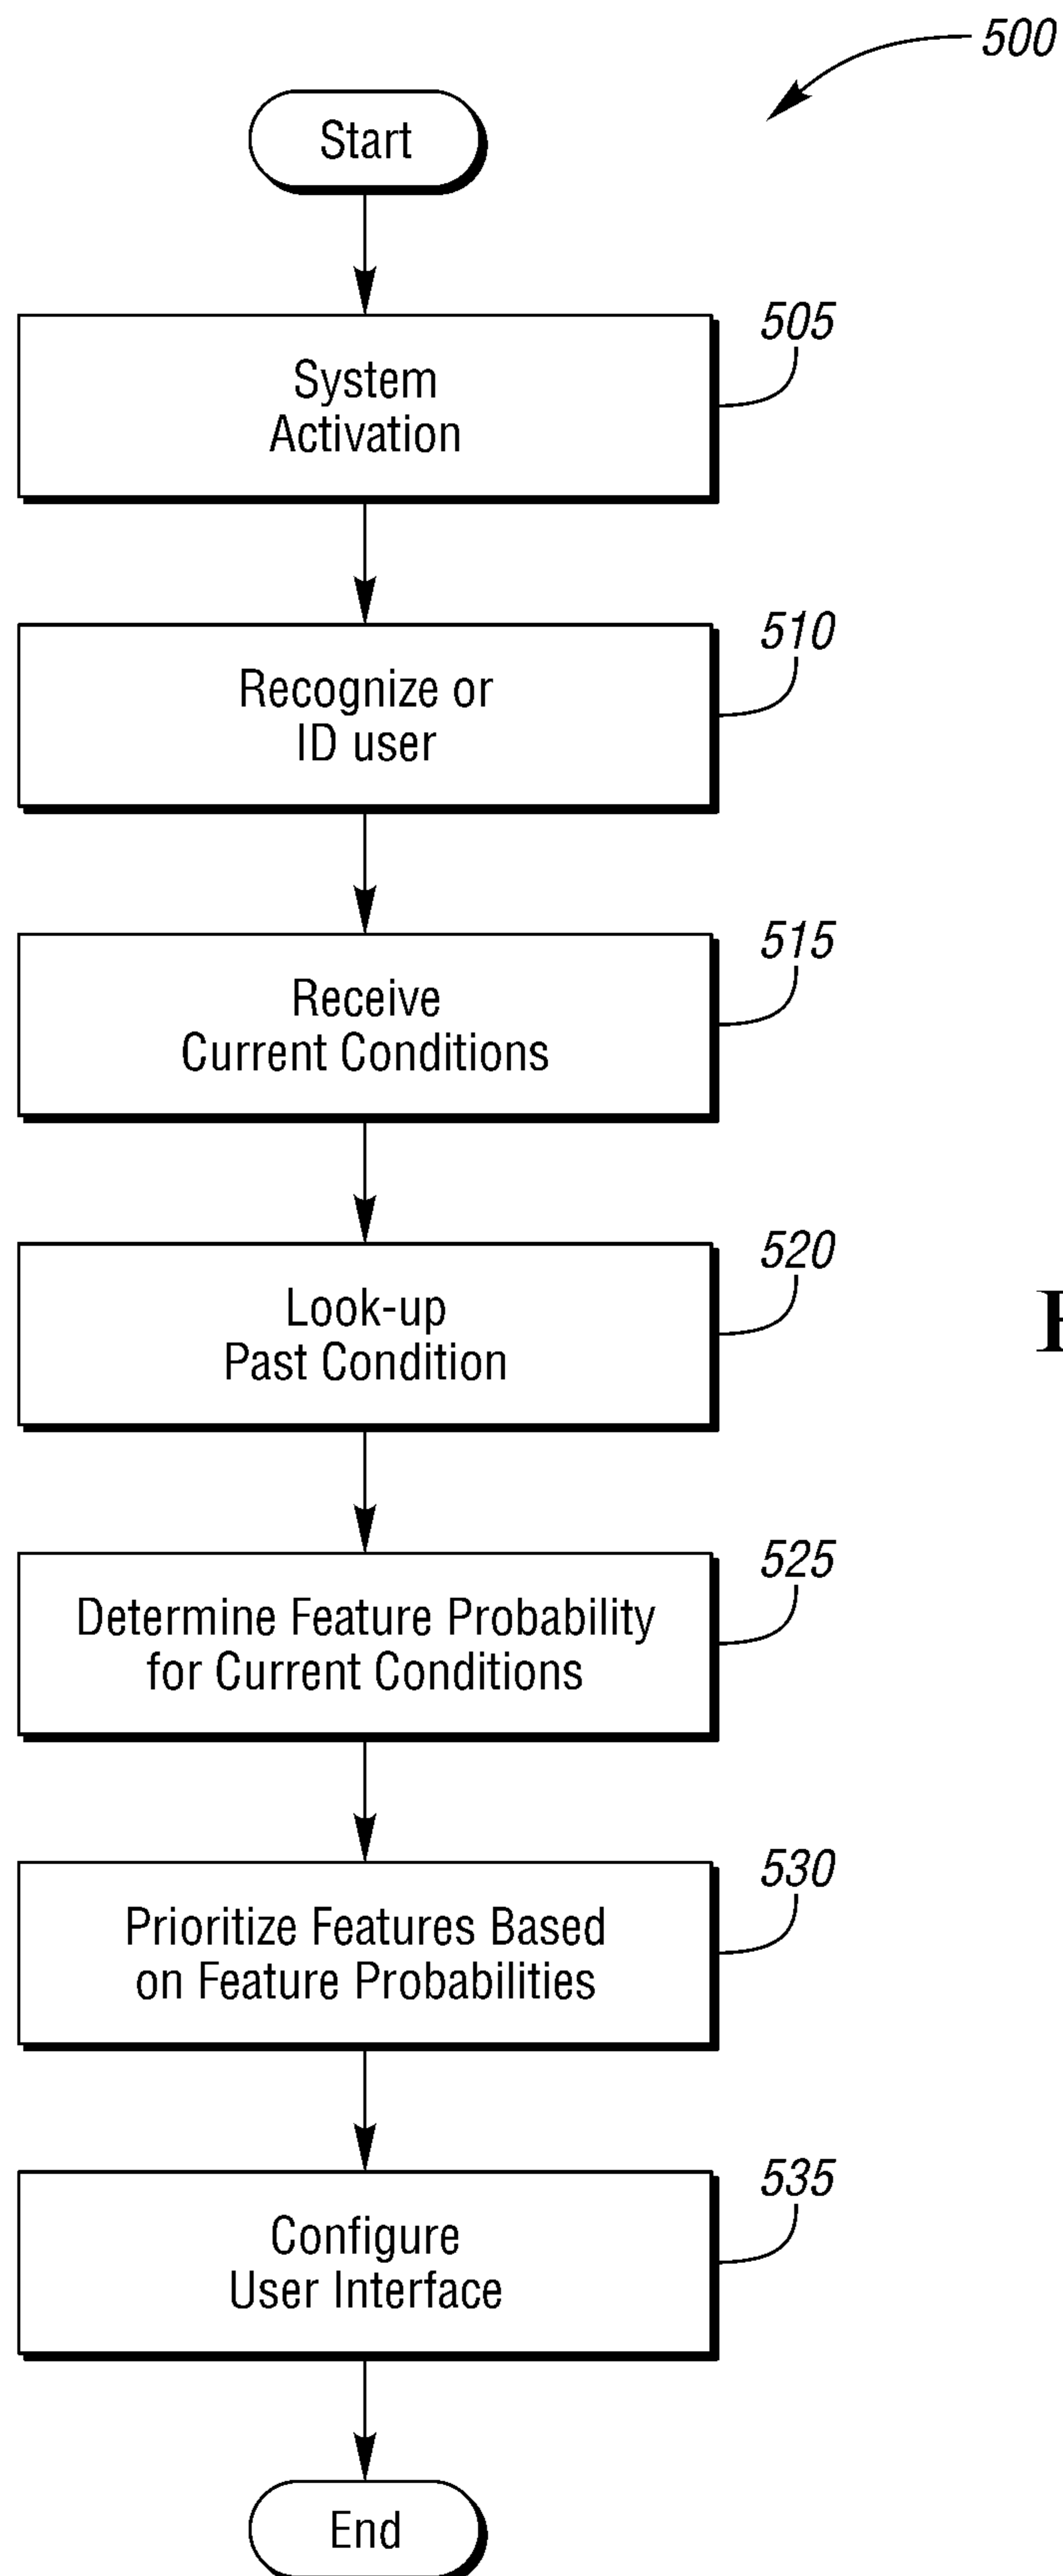 500
Start
505
System
Activation
510
Recognize or
ID user
515
Receive
Current Conditions
520
Look-up
Past Condition
525
Determine Feature Probability
for Current Conditions
530
Prioritize Features Based
on Feature Probabilities
535
Configure
User Interface
End